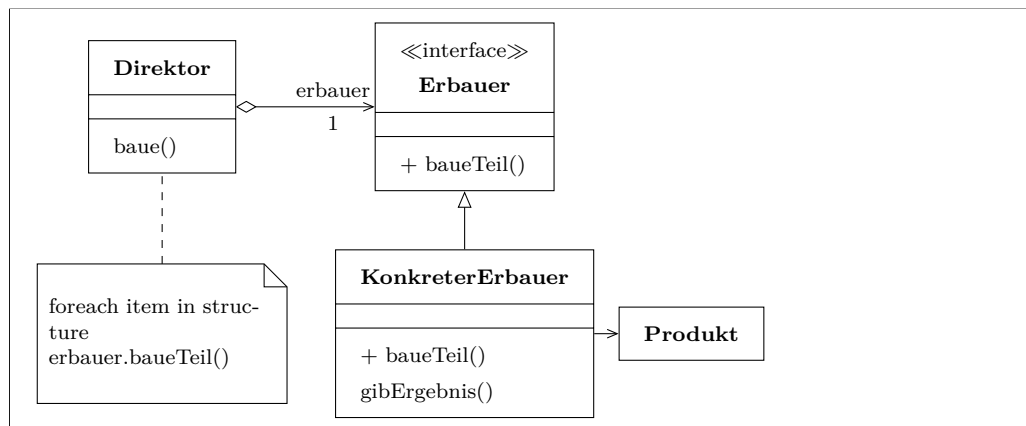 Direktor
baue()
erbauer
1
≪interface≫
Erbauer
+ baueTeil()
foreach item in struc-
ture
erbauer.baueTeil()
KonkreterErbauer
+ baueTeil()
gibErgebnis()
Produkt